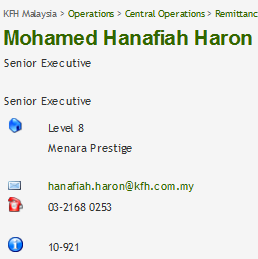 KFH Malaysia > Operations > Central Operations > Remittanc
Mohamed Hanafiah Haron
Senior Executive
Senior Executive
Level 8
Menara Prestige
hanafiah.haron@kfh.com.my
03-2168 0253
10-921